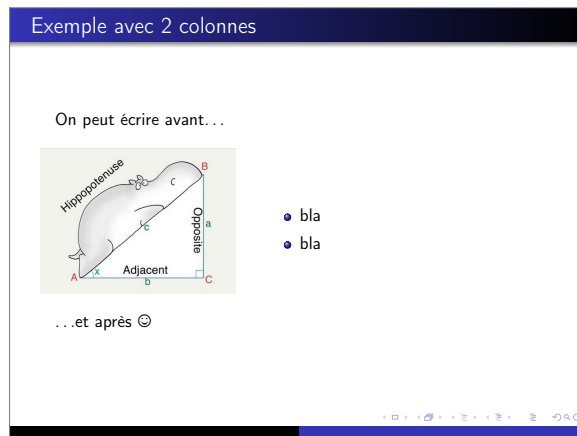 Exemple avec 2 colonnes
On peut écrire avant...
Hippopotenuse
B
c
Opposite
a
A
x
Adjacent
b
C
bla
bla
...et après ☺